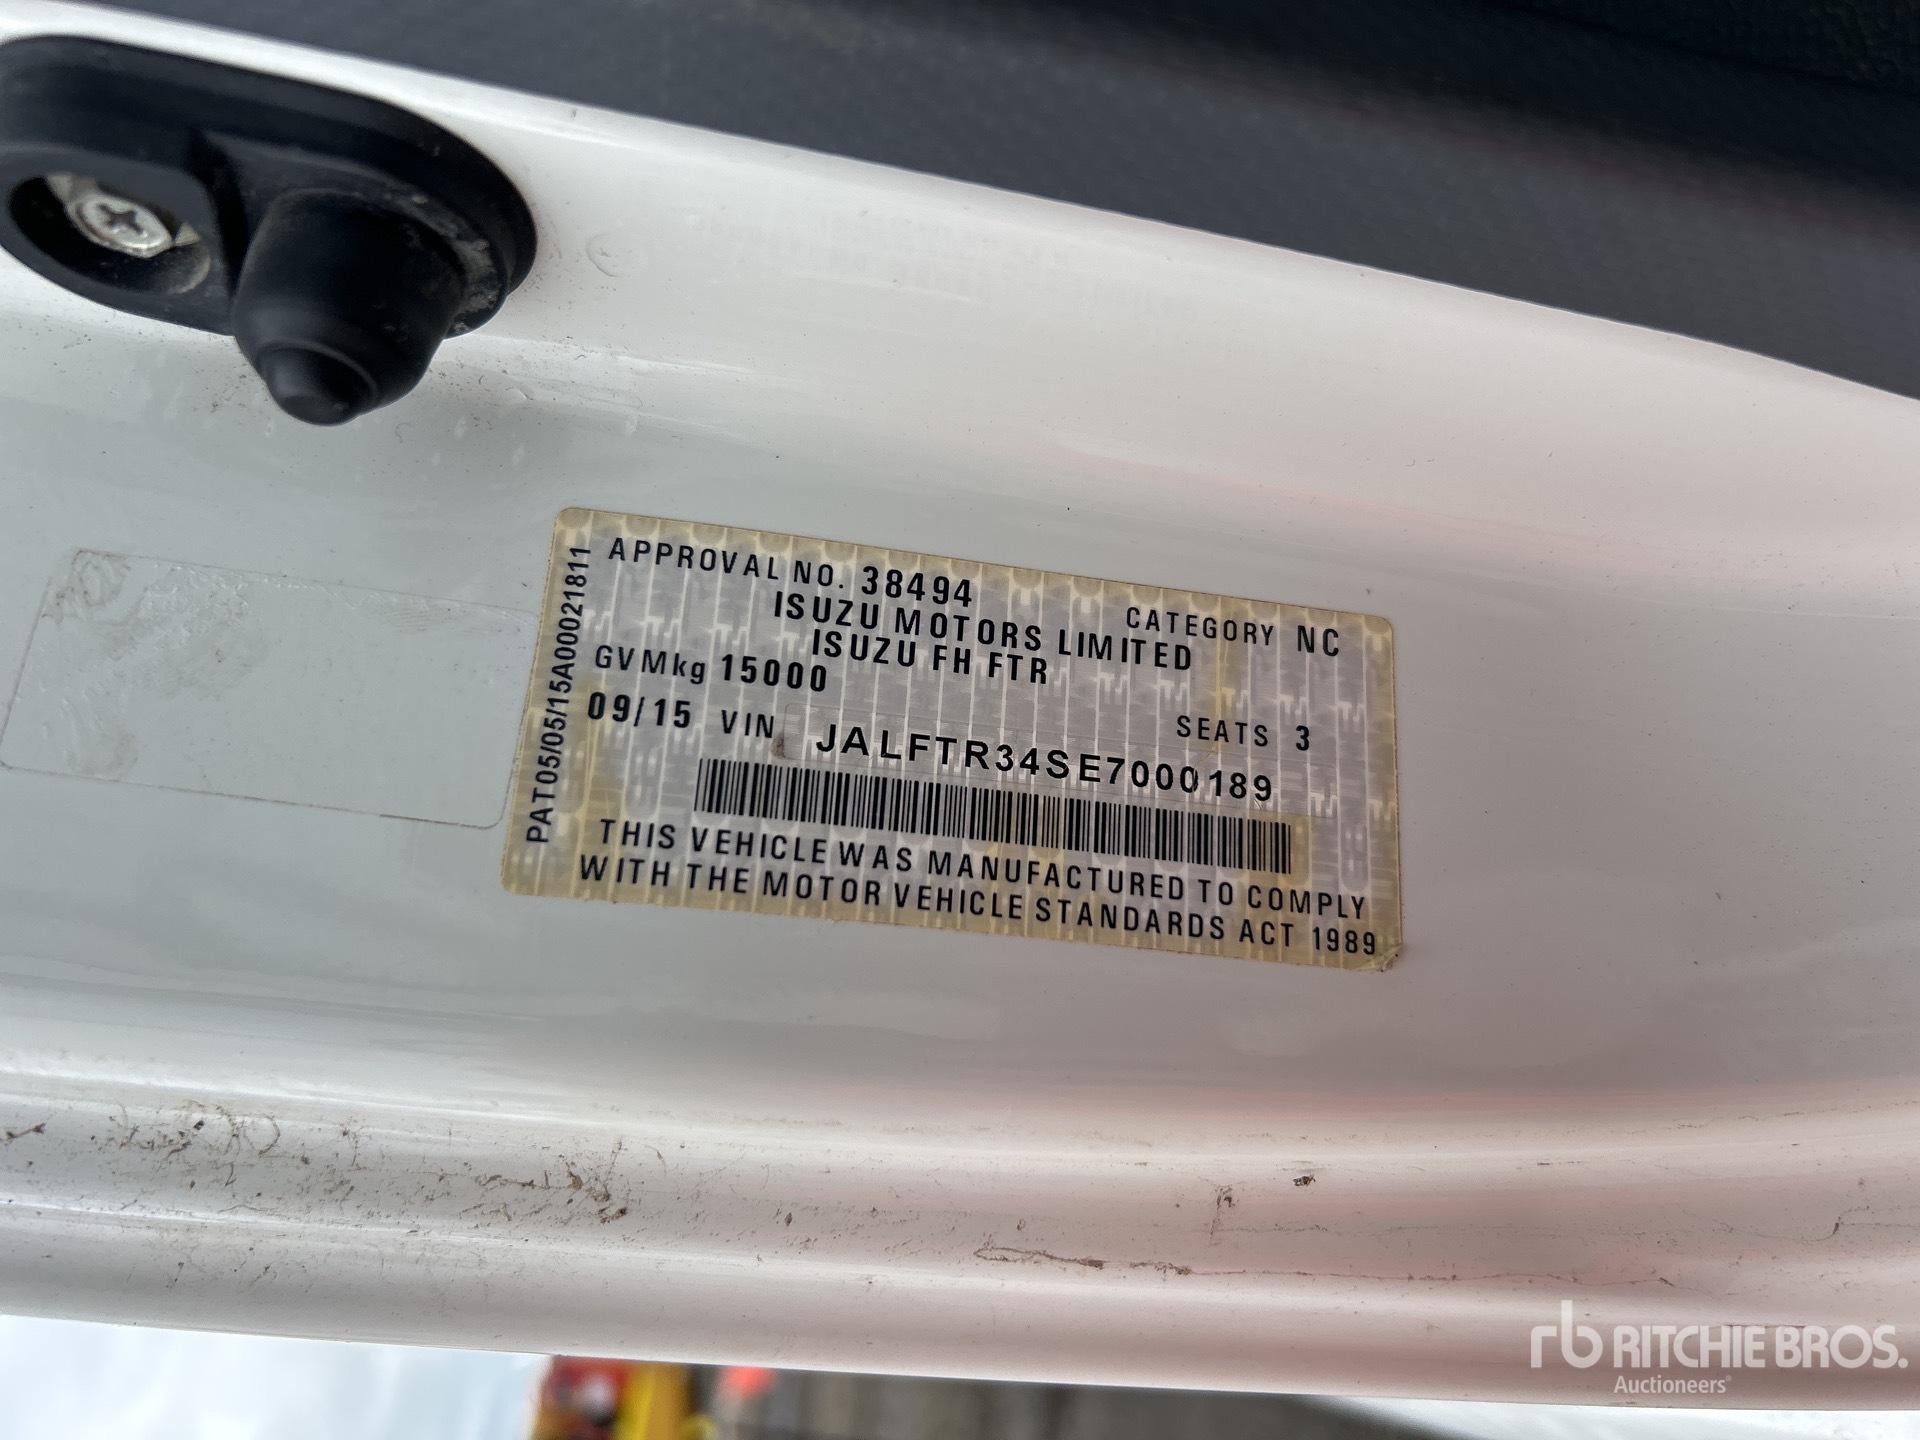 APPROVAL NO. 38494 CATEGORY NC
ISUZU MOTORS LIMITED
ISUZU FH FTR
GVMkg 15000 SEATS 3
09/15 VIN JALFTR34SE7000189
THIS VEHICLE WAS MANUFACTURED TO COMPLY
WITH THE MOTOR VEHICLE STANDARDS ACT 1989
PAT05/05/15A00021811
rb RITCHIE BROS.
Auctioneers